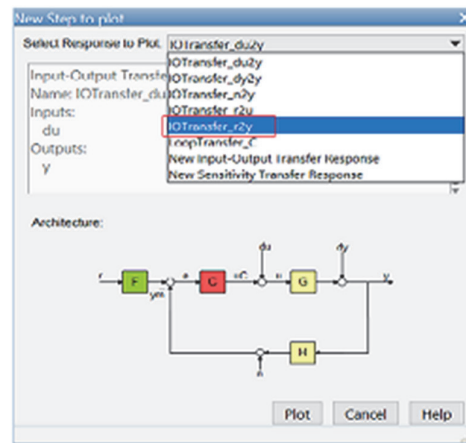 New Step to plot
Select Response to Plot: IOTransfer_du2y
IOTransfer_du2y
IOTransfer_dy2y
IOTransfer_n2y
IOTransfer_r2u
IOTransfer_r2y
LoopTransfer_C
New Input-Output Transfer Response
New Sensitivity Transfer Response
Input-Output Transfe
Name: IOTransfer_du
Inputs:
du
Outputs:
y
Architecture:
du
dy
r
F
e
C
uC
u
G
y
ym
H
n
Plot
Cancel
Help